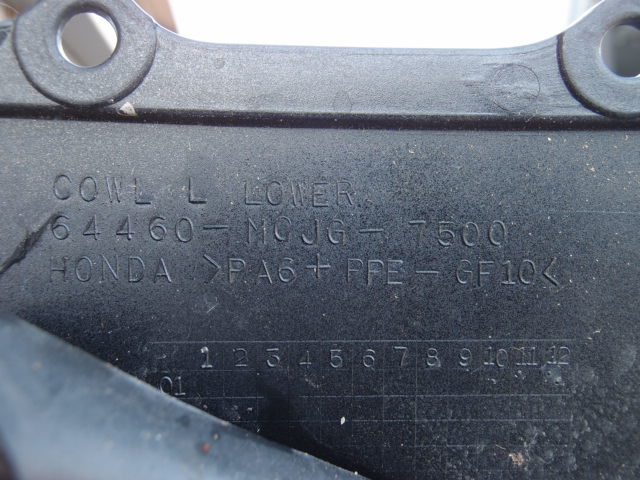 COWL L LOWER
64460-MCJG-7500
HONDA >PA6+PPE-GF10<
1 2 3 4 5 6 7 8 9 10 11 12
01